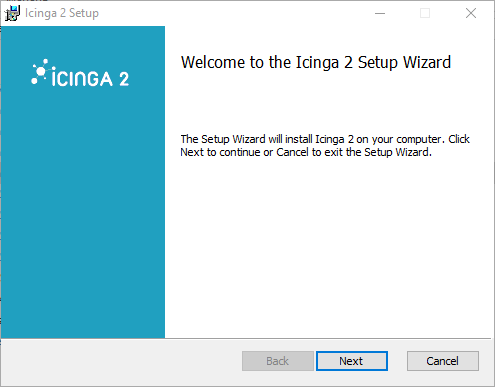 Icinga 2 Setup
ICINGA 2
Welcome to the Icinga 2 Setup Wizard
The Setup Wizard will install Icinga 2 on your computer. Click
Next to continue or Cancel to exit the Setup Wizard.
Back
Next
Cancel